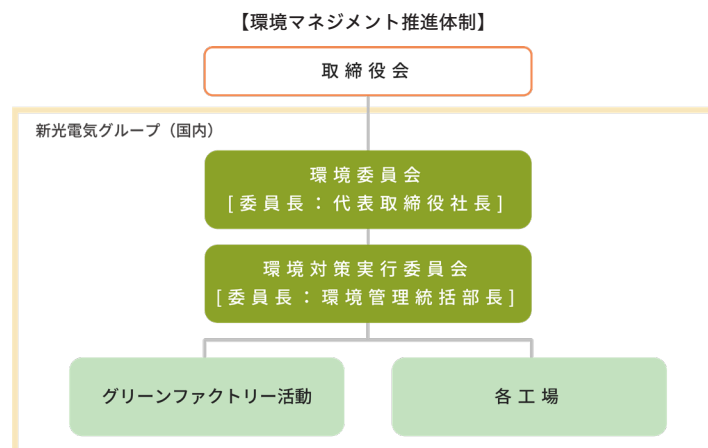 【環境マネジメント推進体制】
取締役会
新光電気グループ（国内）
環境委員会
[委員長：代表取締役社長]
環境対策実行委員会
[委員長：環境管理統括部長]
グリーンファクトリー活動
各工場